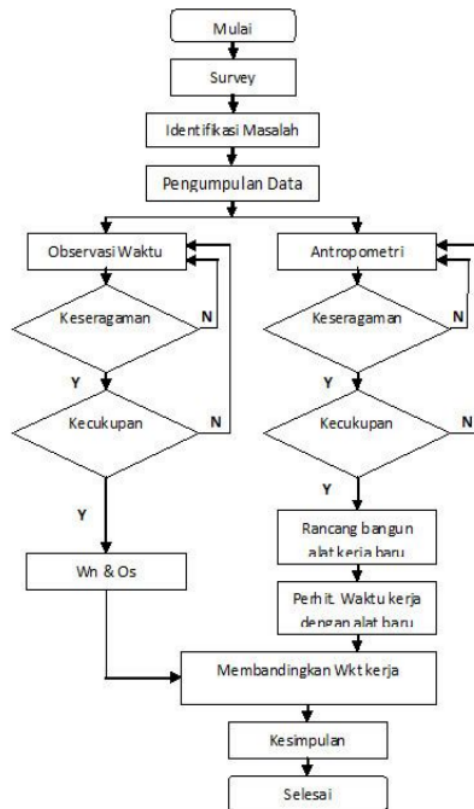 Mulai
Survey
Identifikasi Masalah
Pengumpulan Data
Observasi Waktu
Keseragaman
N
Y
Kecukupan
N
Y
Wn & Os
Antropometri
Keseragaman
N
Y
Kecukupan
N
Y
Rancang bangun
alat kerja baru
Perhit. Waktu kerja
dengan alat baru
Membandingkan Wkt kerja
Kesimpulan
Selesai